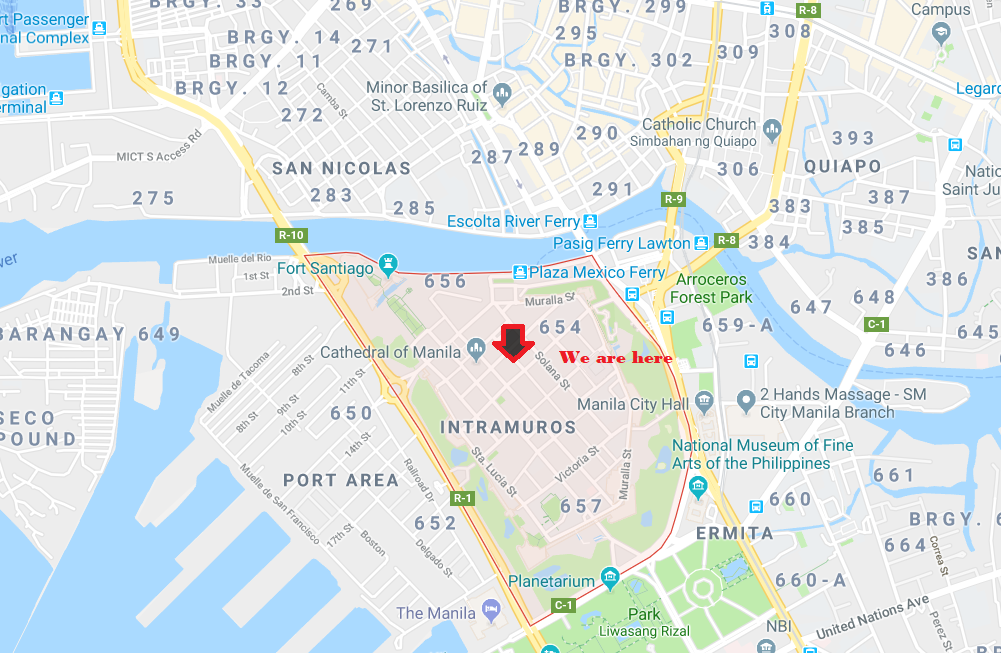 BRGY. 33
269
BRGY. 299
R-8
308
Campus
rt Passenger
nal Complex
BRGY. 14
271
295
309
BRGY. 11
BRGY. 302
BRGY. 12
Minor Basilica of
St. Lorenzo Ruiz
Legard
igation
erminal
Camba St
272
290
Catholic Church
Simbahan ng Quiapo
393
MICT S Access Rd
287
289
SAN NICOLAS
306
QUIAPO
Natio
Saint Ju
275
283
285
291
R-9
383
387
385
Escolta River Ferry
R-10
Pasig Ferry Lawton
R-8
384
SAN
ver
Muelle del Rio
1st St
2nd St
Fort Santiago
656
Plaza Mexico Ferry
Arroceros
Forest Park
386
Muralla St
647
648
BARANGAY 649
654
659-A
C-1
645
646
Cathedral of Manila
Solana St
We are here
Muelle de Tacoma
11th St
9th St
8th St
10th St
650
Manila City Hall
2 Hands Massage - SM
City Manila Branch
SECO
POUND
INTRAMUROS
14th St
National Museum of Fine
Arts of the Philippines
Sta. Lucia St
Victoria St
Muralla St
PORT AREA
Railroad Dr
661
Muelle de San Francisco
R-1
657
660
652
17th St
Boston
Delgado St
ERMITA
BRGY. 6
664
Correa St
Planetarium
660-A
The Manila
C-1
Park
Liwasang Rizal
NBI
United Nations Ave
Perez St